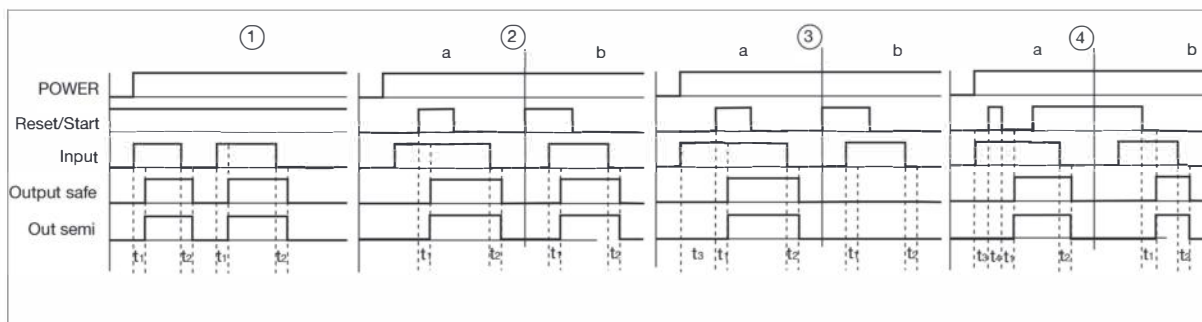 1 2 3 4
a b a b a b
POWER
Reset/Start
Input
Output safe
Out semi
t1 t2 t1 t2 t1 t2 t1 t2 t3 t1 t2 t1 t2 t3 t4 t1 t2 t1 t2